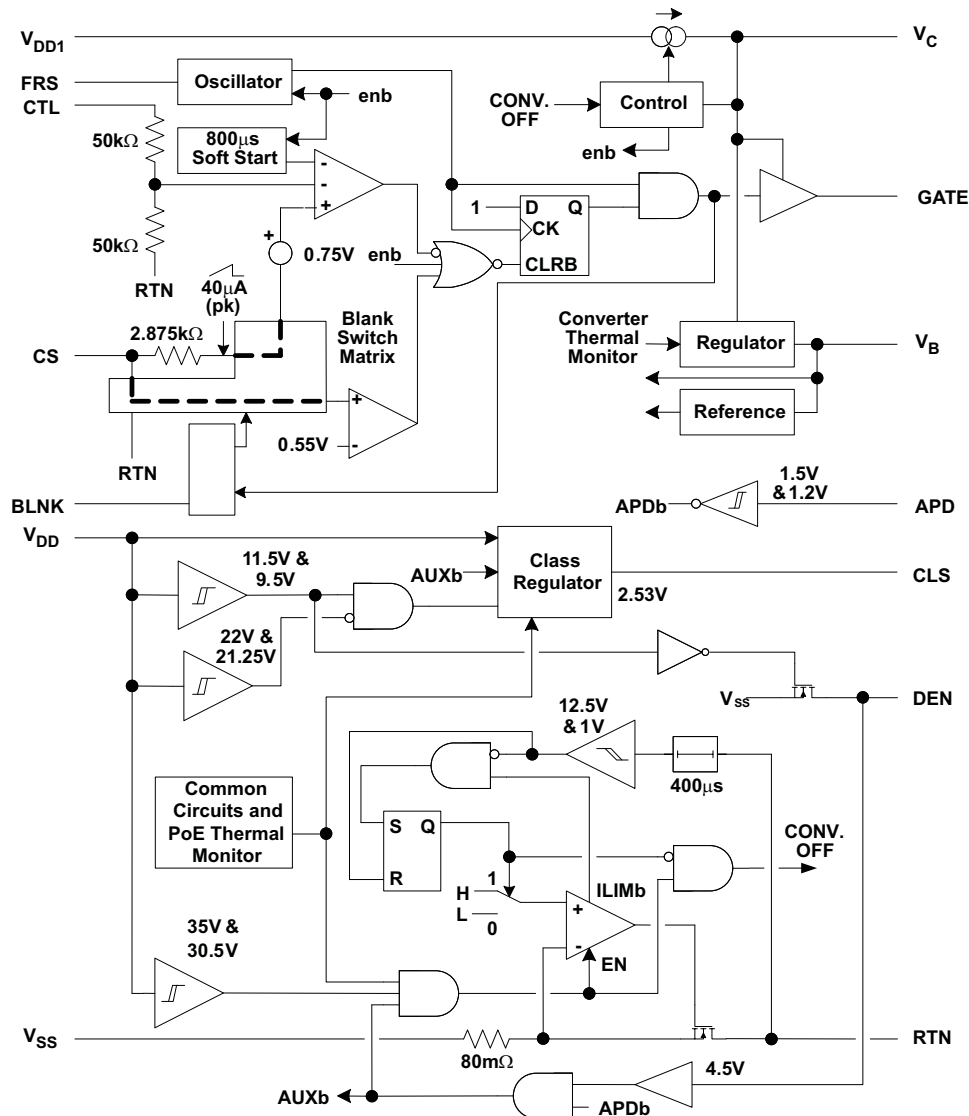 VDD1
VC
FRS
Oscillator
enb
CTL
CONV.
OFF
Control
50kΩ
800μs
Soft Start
enb
-
-
+
1
D
Q
CK
CLRB
GATE
50kΩ
+
0.75V
enb
RTN
40μA
(pk)
Blank
Switch
Matrix
Converter
Thermal
Monitor
Regulator
VB
2.875kΩ
CS
Reference
+
-
0.55V
RTN
BLNK
1.5V
& 1.2V
APDb
APD
VDD
11.5V &
9.5V
AUXb
Class
Regulator
2.53V
CLS
22V &
21.25V
VSS
DEN
12.5V
& 1V
400μs
Common
Circuits and
PoE Thermal
Monitor
S
Q
R
CONV.
OFF
1
H
L
0
ILIMb
+
-
EN
35V &
30.5V
VSS
80mΩ
RTN
4.5V
AUXb
APDb